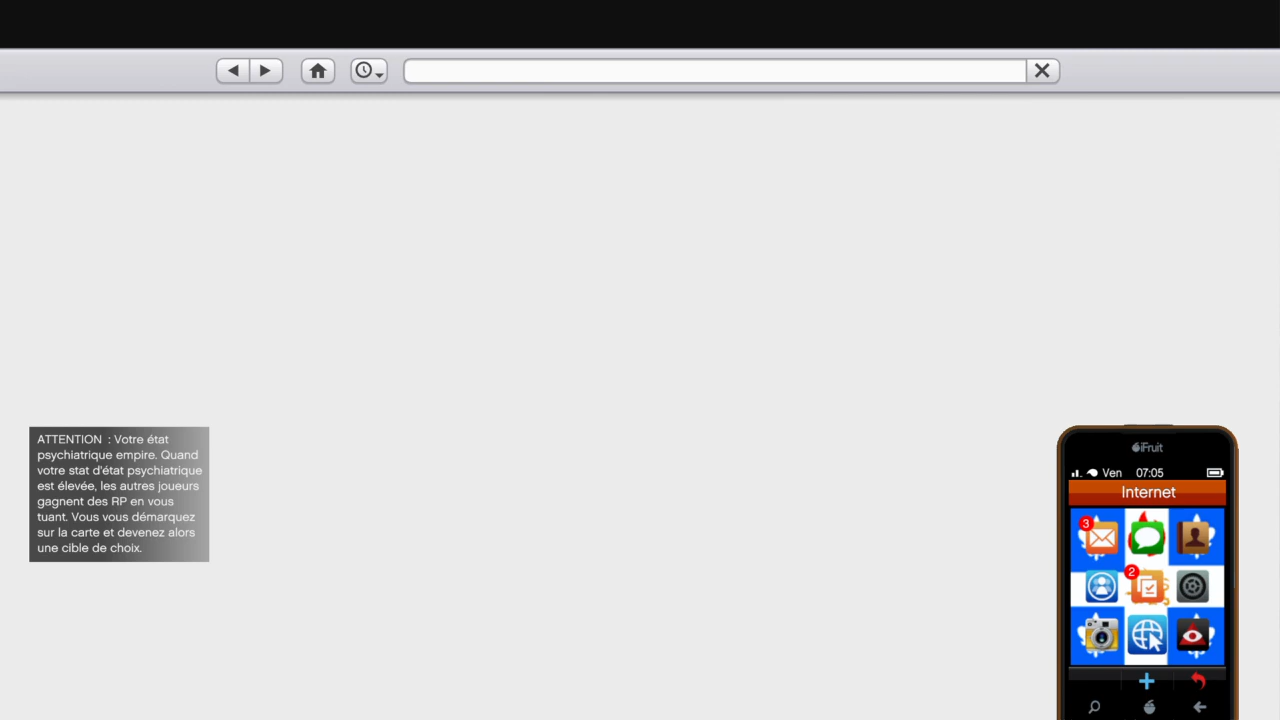 ATTENTION : Votre état
psychiatrique empire. Quand
votre stat d'état psychiatrique
est élevée, les autres joueurs
gagnent des RP en vous
tuant. Vous vous démarquez
sur la carte et devenez alors
une cible de choix.
iFruit
Ven 07:05
Internet
3
2